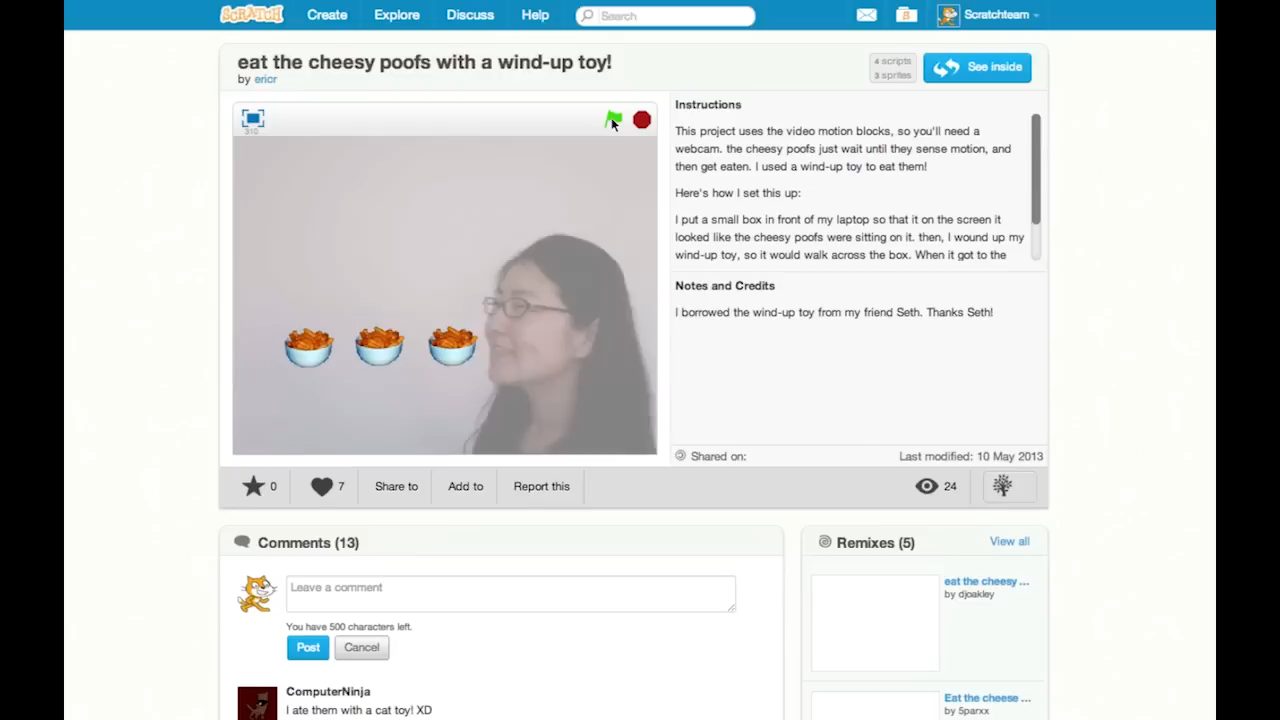 SCRATCH Create Explore Discuss Help Search Scratchteam
eat the cheesy poofs with a wind-up toy!
by ericr
4 scripts
3 sprites
See inside
310
Instructions
This project uses the video motion blocks, so you'll need a
webcam. the cheesy poofs just wait until they sense motion, and
then get eaten. I used a wind-up toy to eat them!
Here's how I set this up:
I put a small box in front of my laptop so that it on the screen it
looked like the cheesy poofs were sitting on it. then, I wound up my
wind-up toy, so it would walk across the box. When it got to the
Notes and Credits
I borrowed the wind-up toy from my friend Seth. Thanks Seth!
Shared on: Last modified: 10 May 2013
0 7 Share to Add to Report this 24
Comments (13)
Leave a comment
You have 500 characters left.
Post Cancel
ComputerNinja
I ate them with a cat toy! XD
Remixes (5) View all
eat the cheesy ...
by djoakley
Eat the cheese ...
by 5parxx